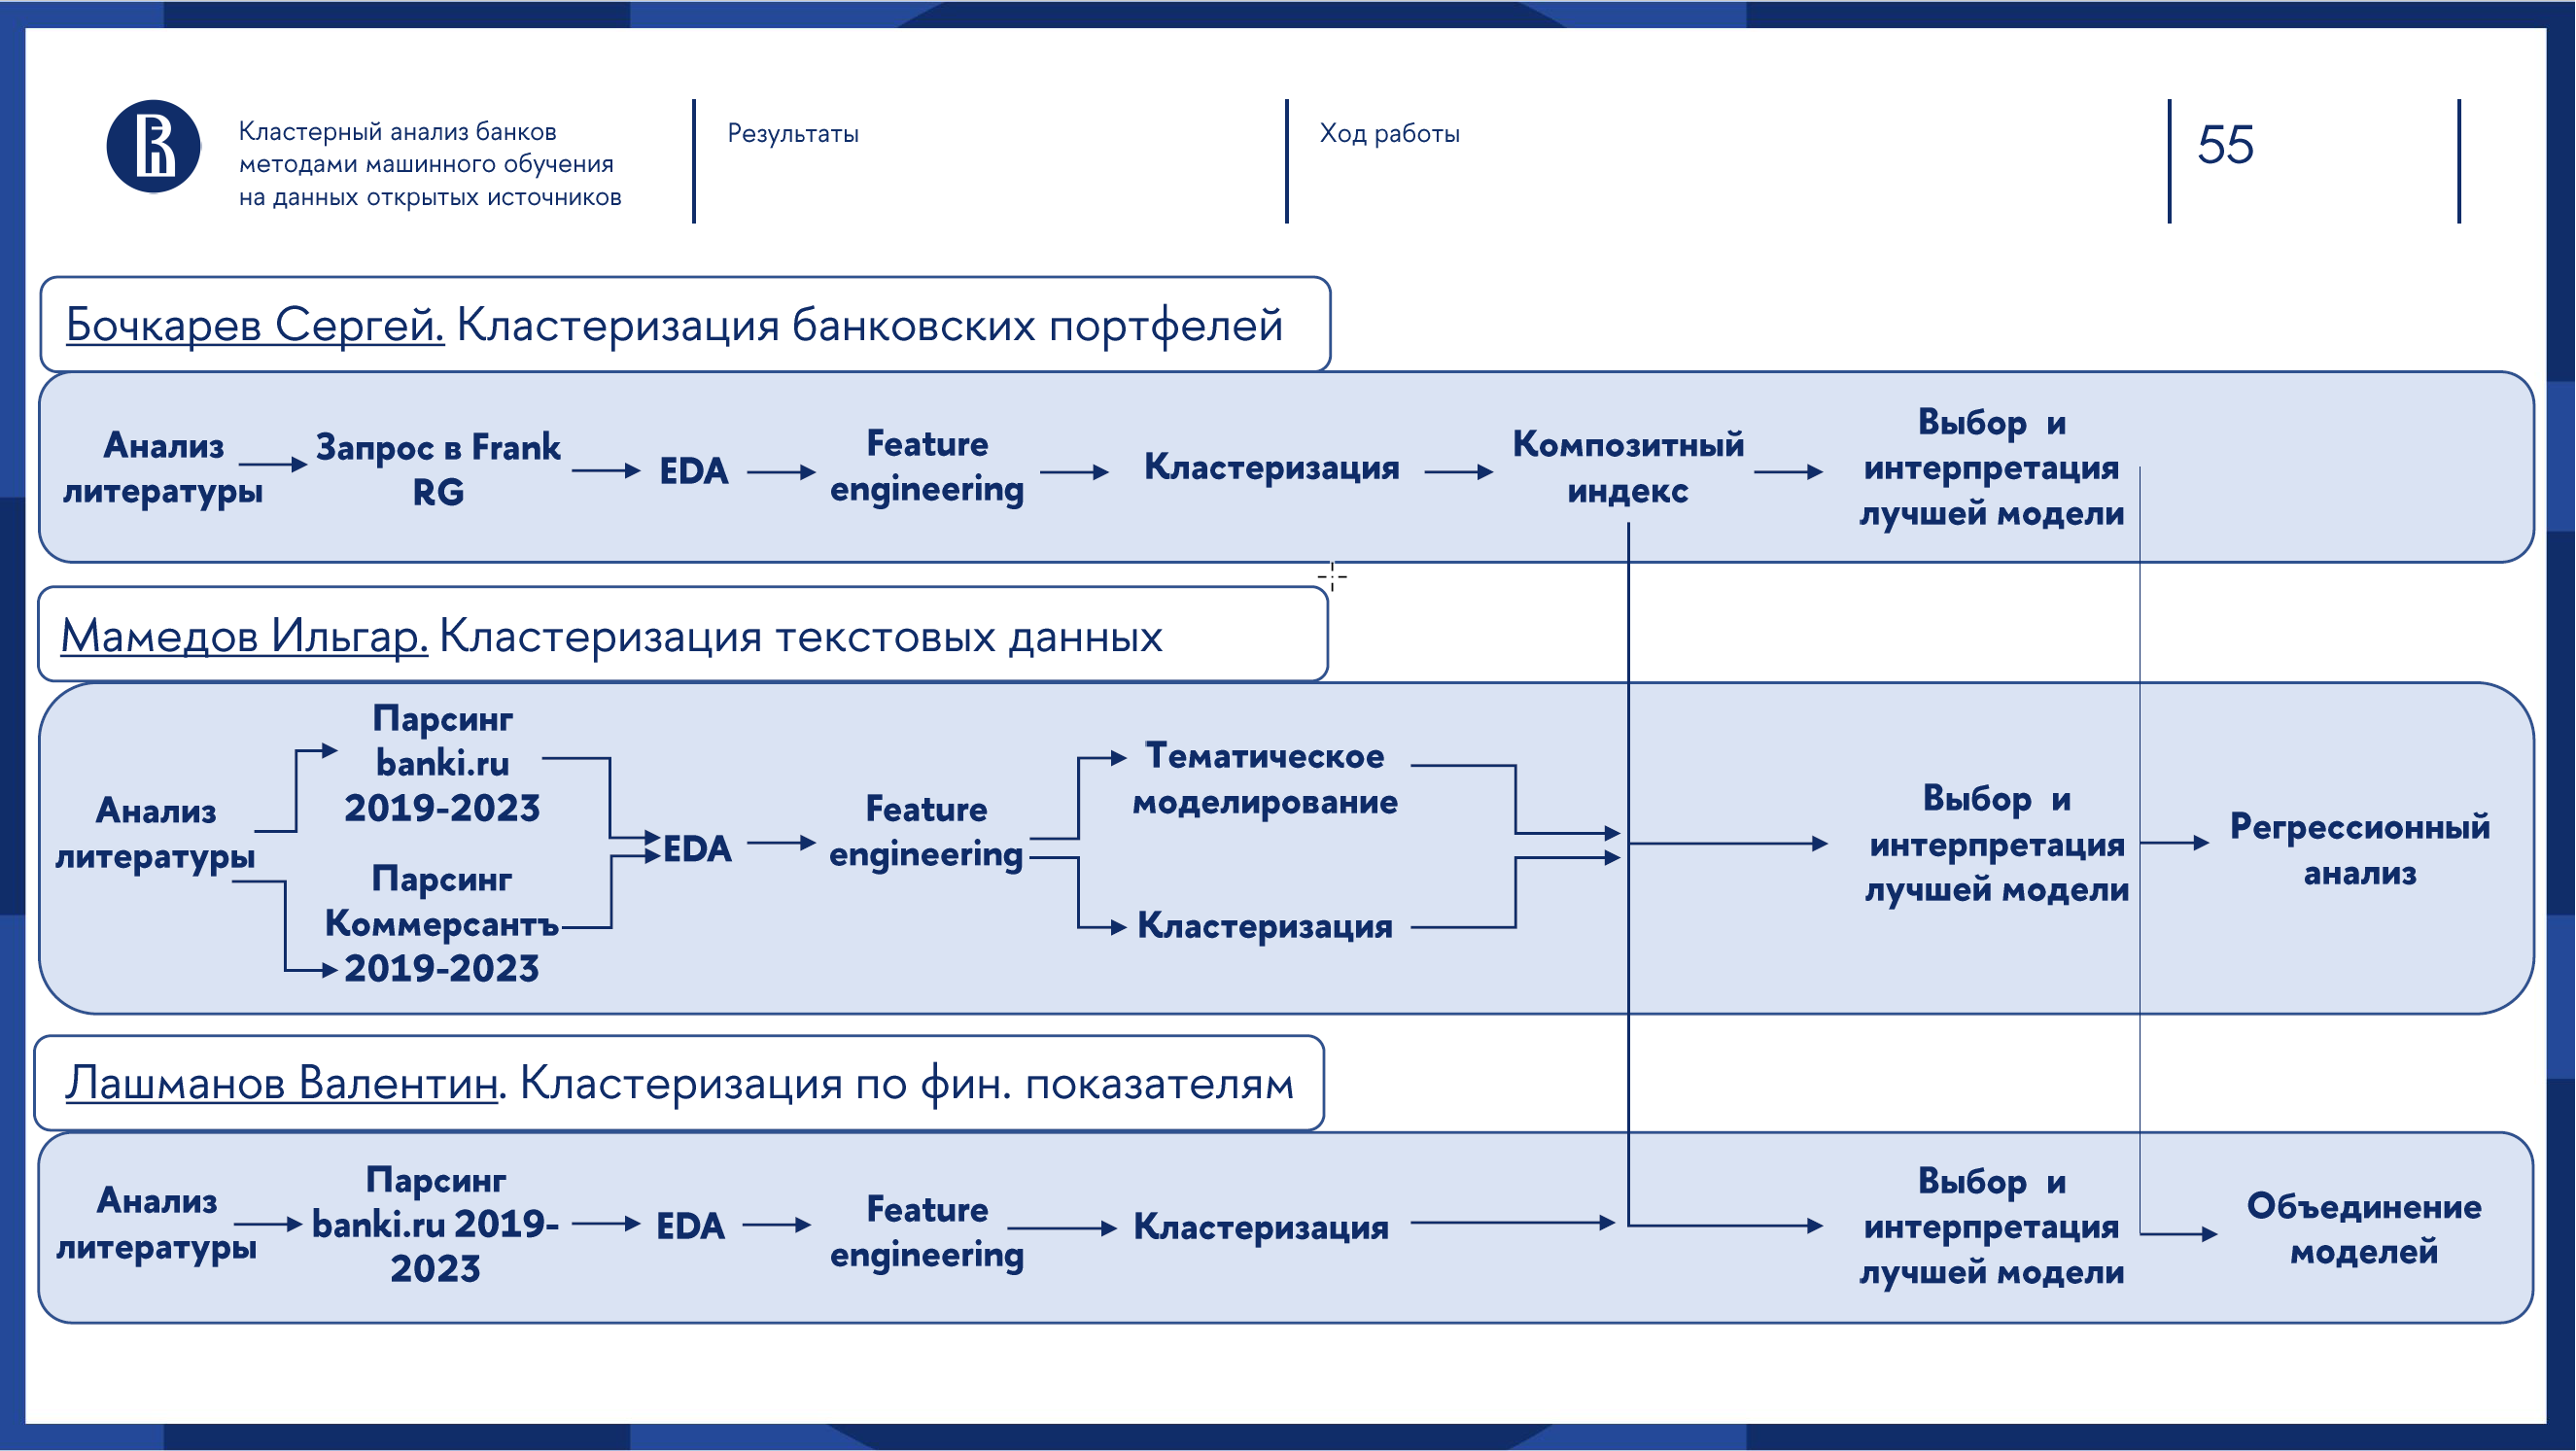 Кластерный анализ банков
методами машинного обучения
на данных открытых источников
Результаты
Ход работы
55
Бочкарев Сергей. Кластеризация банковских портфелей
Анализ
литературы
Запрос в Frank
RG
EDA
Feature
engineering
Кластеризация
Композитный
индекс
Выбор и
интерпретация
лучшей модели
Мамедов Ильгар. Кластеризация текстовых данных
Анализ
литературы
Парсинг
banki.ru
2019-2023
Парсинг
Коммерсантъ
2019-2023
EDA
Feature
engineering
Тематическое
моделирование
Кластеризация
Выбор и
интерпретация
лучшей модели
Регрессионный
анализ
Лашманов Валентин. Кластеризация по фин. показателям
Анализ
литературы
Парсинг
banki.ru 2019-
2023
EDA
Feature
engineering
Кластеризация
Выбор и
интерпретация
лучшей модели
Объединение
моделей